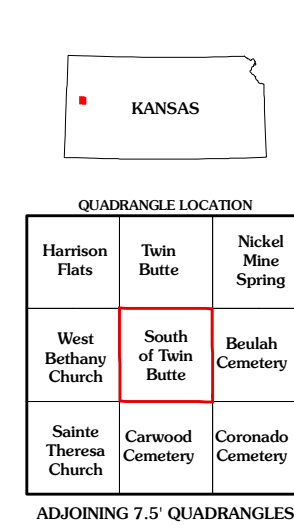 KANSAS
QUADRANGLE LOCATION
Harrison
Flats
Twin
Butte
Nickel
Mine
Spring
West
Bethany
Church
South
of Twin
Butte
Beulah
Cemetery
Sainte
Theresa
Church
Carwood
Cemetery
Coronado
Cemetery
ADJOINING 7.5' QUADRANGLES